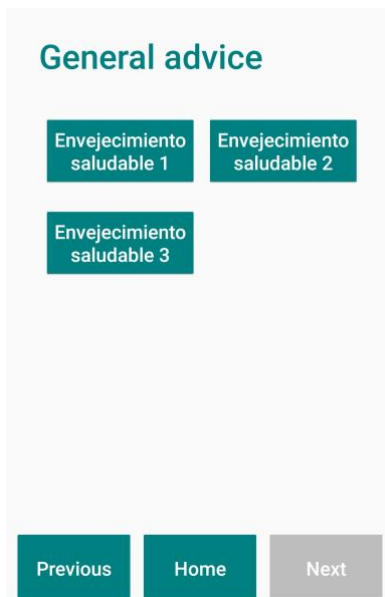 General advice
Envejecimiento
saludable 1
Envejecimiento
saludable 2
Envejecimiento
saludable 3
Previous
Home
Next